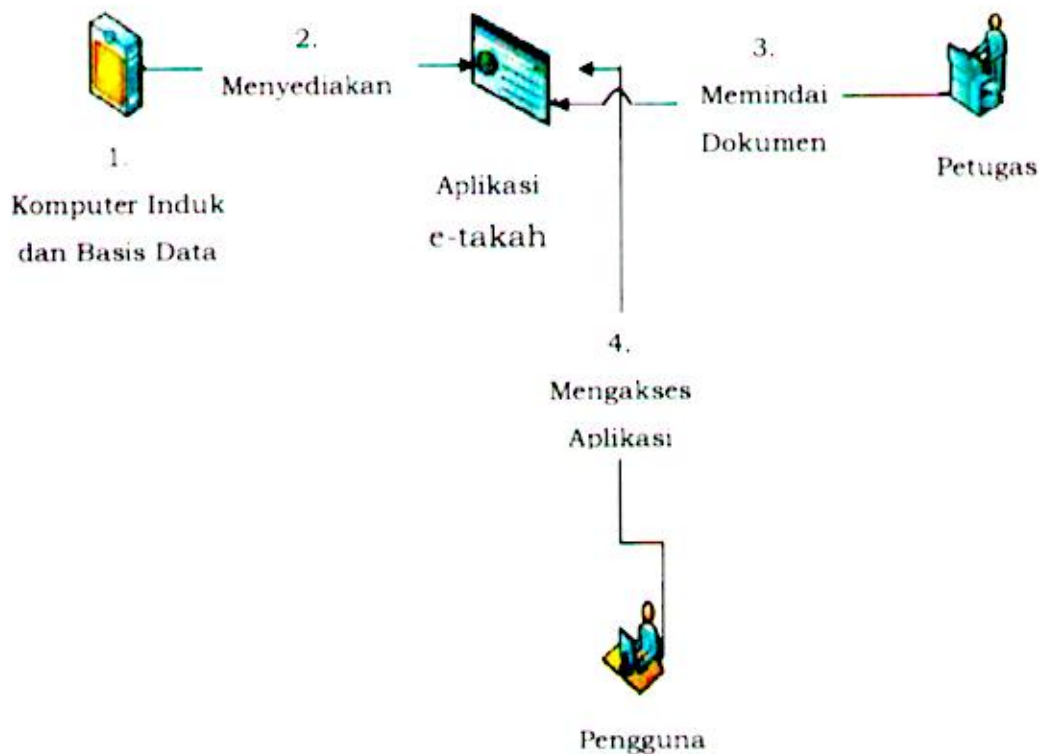 2.
Menyediakan
3.
Memindai
Dokumen
1.
Komputer Induk
dan Basis Data
Aplikasi
e-takah
Petugas
4.
Mengakses
Aplikasi
Pengguna